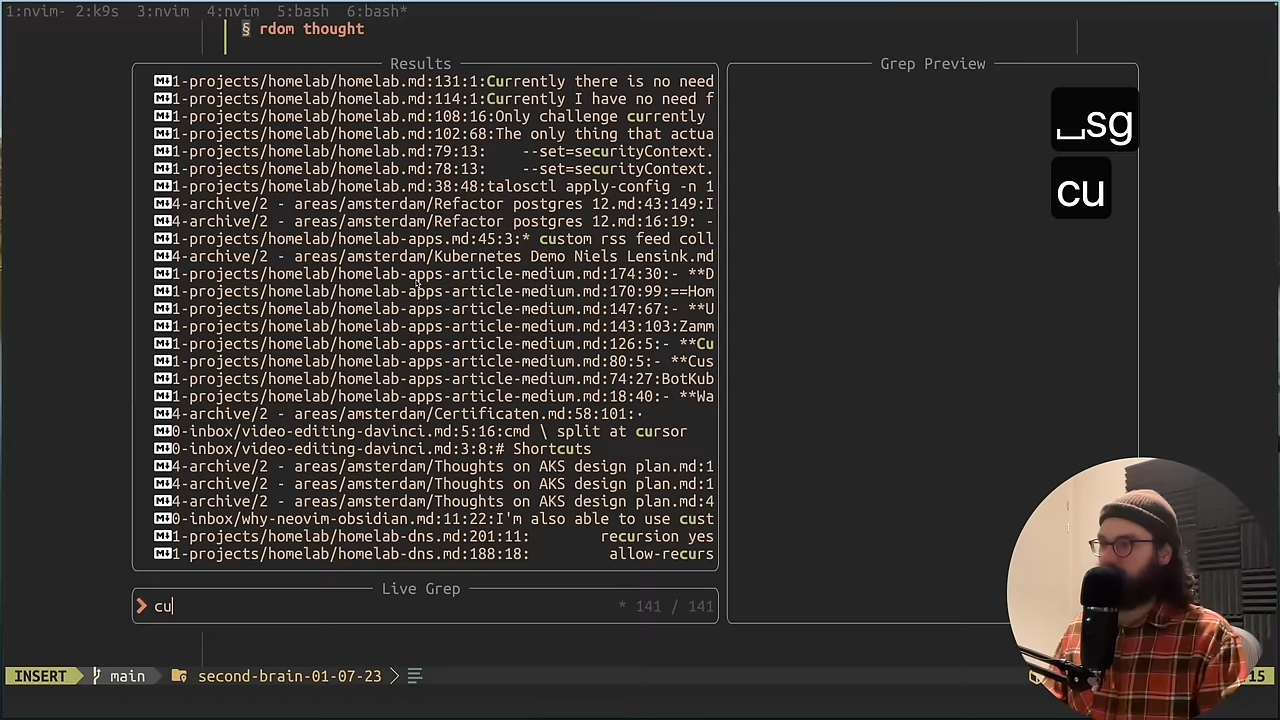 1:nvim- 2:k9s 3:nvim 4:nvim 5:bash 6:bash*
§ rdom thought
Results
Grep Preview
M↓1-projects/homelab/homelab.md:131:1:Currently there is no need
M↓1-projects/homelab/homelab.md:114:1:Currently I have no need f
M↓1-projects/homelab/homelab.md:108:16:Only challenge currently
M↓1-projects/homelab/homelab.md:102:68:The only thing that actua
M↓1-projects/homelab/homelab.md:79:13:    --set=securityContext.
M↓1-projects/homelab/homelab.md:78:13:    --set=securityContext.
M↓1-projects/homelab/homelab.md:38:48:talosctl apply-config -n 1
M↓4-archive/2 - areas/amsterdam/Refactor postgres 12.md:43:149:I
M↓4-archive/2 - areas/amsterdam/Refactor postgres 12.md:16:19: -
M↓1-projects/homelab/homelab-apps.md:45:3:* custom rss feed coll
M↓4-archive/2 - areas/amsterdam/Kubernetes Demo Niels Lensink.md
M↓1-projects/homelab/homelab-apps-article-medium.md:174:30:- **D
M↓1-projects/homelab/homelab-apps-article-medium.md:170:99:==Hom
M↓1-projects/homelab/homelab-apps-article-medium.md:147:67:- **U
M↓1-projects/homelab/homelab-apps-article-medium.md:143:103:Zamm
M↓1-projects/homelab/homelab-apps-article-medium.md:126:5:- **Cu
M↓1-projects/homelab/homelab-apps-article-medium.md:80:5:- **Cus
M↓1-projects/homelab/homelab-apps-article-medium.md:74:27:BotKub
M↓1-projects/homelab/homelab-apps-article-medium.md:18:40:- **Wa
M↓4-archive/2 - areas/amsterdam/Certificaten.md:58:101:·
M↓0-inbox/video-editing-davinci.md:5:16:cmd \ split at cursor
M↓0-inbox/video-editing-davinci.md:3:8:# Shortcuts
M↓4-archive/2 - areas/amsterdam/Thoughts on AKS design plan.md:1
M↓4-archive/2 - areas/amsterdam/Thoughts on AKS design plan.md:1
M↓4-archive/2 - areas/amsterdam/Thoughts on AKS design plan.md:4
M↓0-inbox/why-neovim-obsidian.md:11:22:I'm also able to use cust
M↓1-projects/homelab/homelab-dns.md:201:11:        recursion yes
M↓1-projects/homelab/homelab-dns.md:188:18:         allow-recurs
Live Grep
> cu
* 141 / 141
␣sg
cu
INSERT main second-brain-01-07-23
15